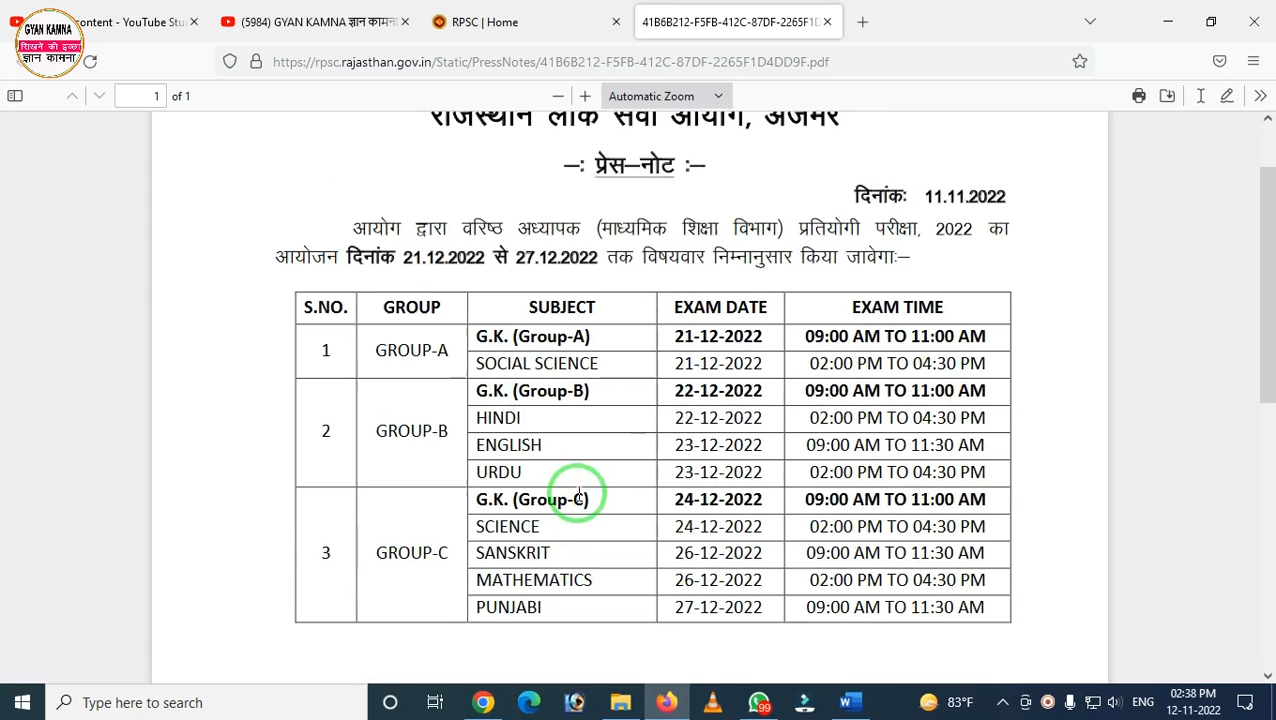 content - YouTube Stu
(5984) GYAN KAMNA ज्ञान कामना
RPSC | Home
41B6B212-F5FB-412C-87DF-2265F1D
GYAN KAMNA
सिखने की इच्छा
ज्ञान कामना
https://rpsc.rajasthan.gov.in/Static/PressNotes/41B6B212-F5FB-412C-87DF-2265F1D4DD9F.pdf
1 of 1
Automatic Zoom
राजस्थान लोक सेवा आयोग, अजमेर
–: प्रेस–नोट :–
दिनांकः 11.11.2022
आयोग द्वारा वरिष्ठ अध्यापक (माध्यमिक शिक्षा विभाग) प्रतियोगी परीक्षा, 2022 का
आयोजन दिनांक 21.12.2022 से 27.12.2022 तक विषयवार निम्नानुसार किया जावेगाः–
S.NO. GROUP SUBJECT EXAM DATE EXAM TIME
1 GROUP-A G.K. (Group-A) 21-12-2022 09:00 AM TO 11:00 AM
SOCIAL SCIENCE 21-12-2022 02:00 PM TO 04:30 PM
2 GROUP-B G.K. (Group-B) 22-12-2022 09:00 AM TO 11:00 AM
HINDI 22-12-2022 02:00 PM TO 04:30 PM
ENGLISH 23-12-2022 09:00 AM TO 11:30 AM
URDU 23-12-2022 02:00 PM TO 04:30 PM
3 GROUP-C G.K. (Group-C) 24-12-2022 09:00 AM TO 11:00 AM
SCIENCE 24-12-2022 02:00 PM TO 04:30 PM
SANSKRIT 26-12-2022 09:00 AM TO 11:30 AM
MATHEMATICS 26-12-2022 02:00 PM TO 04:30 PM
PUNJABI 27-12-2022 09:00 AM TO 11:30 AM
Type here to search
99
83°F
ENG
02:38 PM
12-11-2022